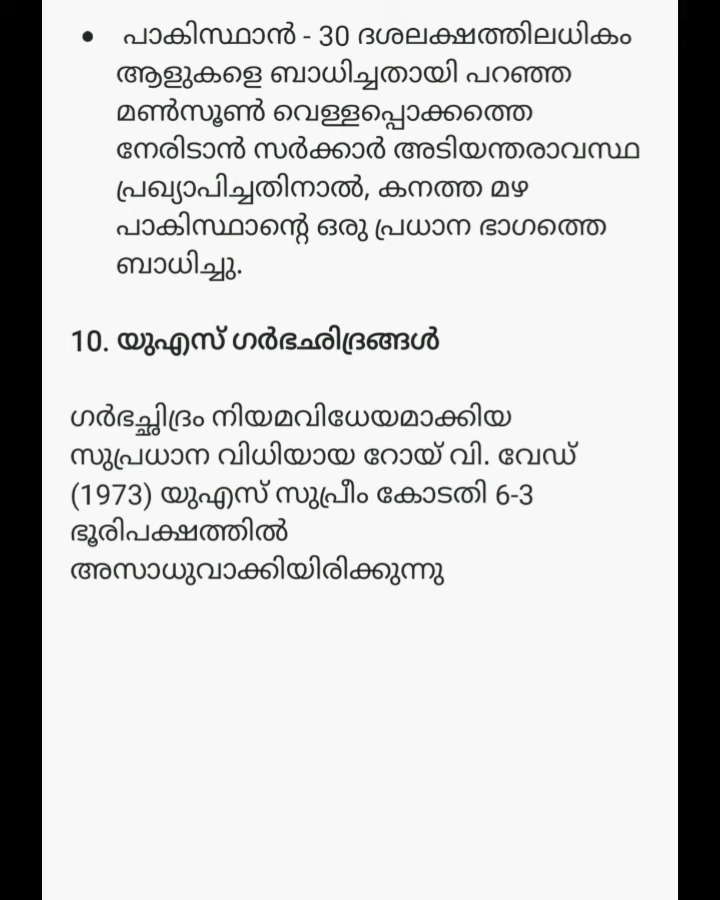 • പാകിസ്ഥാൻ - 30 ദശലക്ഷത്തിലധികം
ആളുകളെ ബാധിച്ചതായി പറഞ്ഞ
മൺസൂൺ വെള്ളപ്പൊക്കത്തെ
നേരിടാൻ സർക്കാർ അടിയന്തരാവസ്ഥ
പ്രഖ്യാപിച്ചതിനാൽ, കനത്ത മഴ
പാകിസ്ഥാന്റെ ഒരു പ്രധാന ഭാഗത്തെ
ബാധിച്ചു.
10. യുഎസ് ഗർഭഛിദ്രങ്ങൾ
ഗർഭച്ഛിദ്രം നിയമവിധേയമാക്കിയ
സുപ്രധാന വിധിയായ റോയ് വി. വേഡ്
(1973) യുഎസ് സുപ്രീം കോടതി 6-3
ഭൂരിപക്ഷത്തിൽ
അസാധുവാക്കിയിരിക്കുന്നു